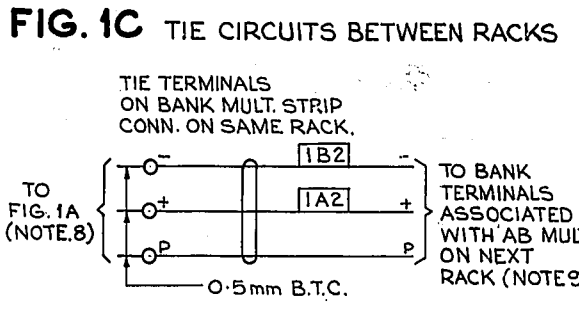 FIG. 1C TIE CIRCUITS BETWEEN RACKS
TIE TERMINALS
ON BANK MULT. STRIP
CONN. ON SAME RACK.
TO
FIG. 1A
(NOTE.8)
-
+
P
1B2
1A2
-
+
P
TO BANK
TERMINALS
ASSOCIATED
WITH AB
ON NEXT
RACK (NOTE
0.5mm B.T.C.